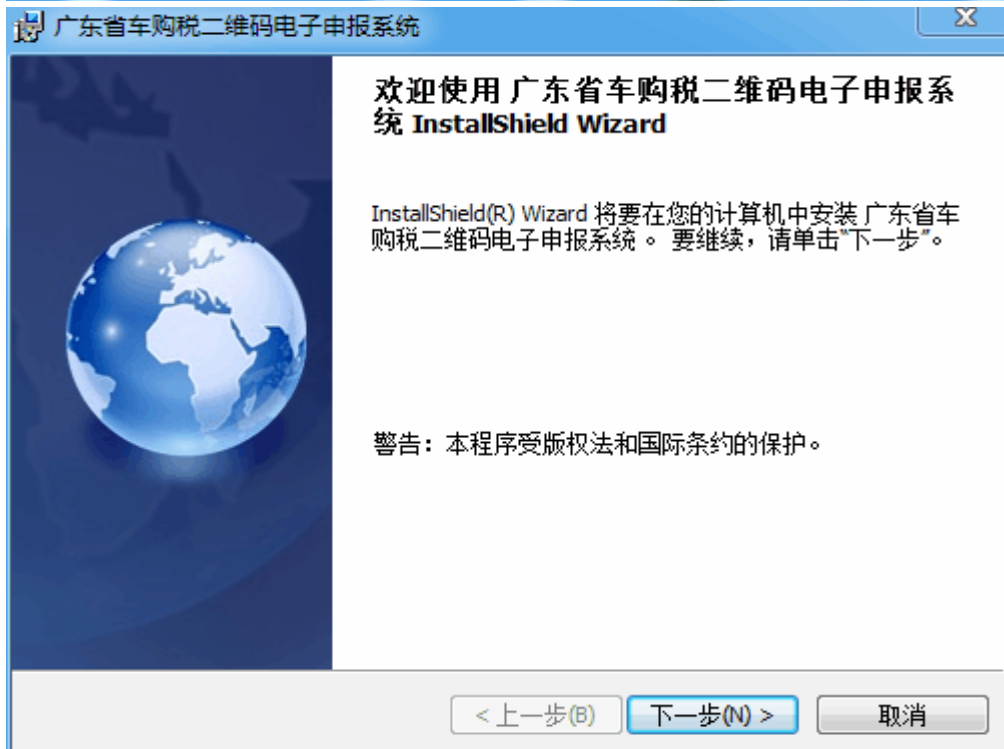 广东省车购税二维码电子申报系统
欢迎使用 广东省车购税二维码电子申报系
统 InstallShield Wizard
InstallShield(R) Wizard 将要在您的计算机中安装 广东省车
购税二维码电子申报系统 。 要继续，请单击“下一步”。
警告：本程序受版权法和国际条约的保护。
< 上一步(B) 下一步(N) > 取消